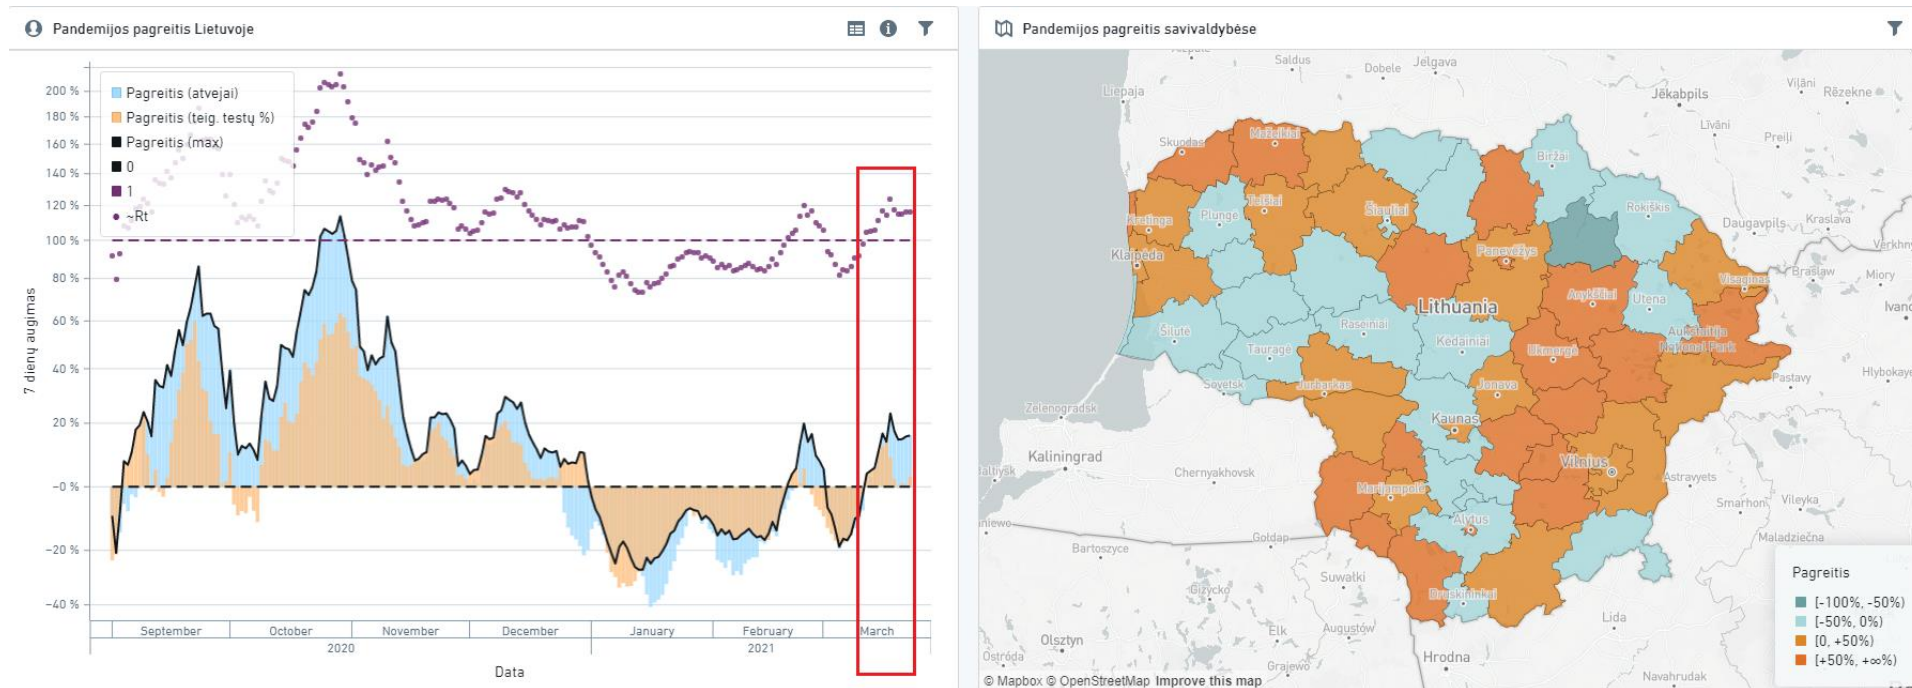 Pandemijos pagreitis Lietuvoje
200 %
180 %
160 %
140 %
120 %
100 %
80 %
60 %
40 %
20 %
-0 %
-20 %
-40 %
7 dienų augimas
Pagreitis (atvejai)
Pagreitis (teig. testų %)
Pagreitis (max)
0
1
~Rt
September
October
November
December
January
February
March
2020
2021
Data
Pandemijos pagreitis savivaldybėse
Saldus
Dobele
Jelgava
Liepaja
Jēkabpils
Viļāni
Rēzekne
Līvāni
Preiļi
Skuodas
Mažeikiai
Biržai
Kretinga
Plungė
Telšiai
Šiauliai
Rokiškis
Daugavpils
Kraslava
Verkhny
Klaipėda
Panevėžys
Visaginas
Braslaw
Miory
Lithuania
Anykščiai
Utena
Ivano
Šilutė
Raseiniai
Kėdainiai
Aukštaitija
National Park
Tauragė
Ukmergė
Sovetsk
Jurbarkas
Jonava
Pastavy
Hlybokaye
Zelenogradsk
Kaunas
Kaliningrad
Vilnius
Baltiysk
Chernyakhovsk
Marijampolė
Astravyets
Smarhon
Vileyka
Alytus
Bartoszyce
Gołdap
Maladziečna
Suwałki
Giżycko
Druskininkai
Lida
Ełk
Augustów
Olsztyn
Ostróda
Hrodna
Grajewo
Navahrudak
Pagreitis
[-100%, -50%)
[-50%, 0%)
[0, +50%)
[+50%, +∞%)
© Mapbox © OpenStreetMap Improve this map